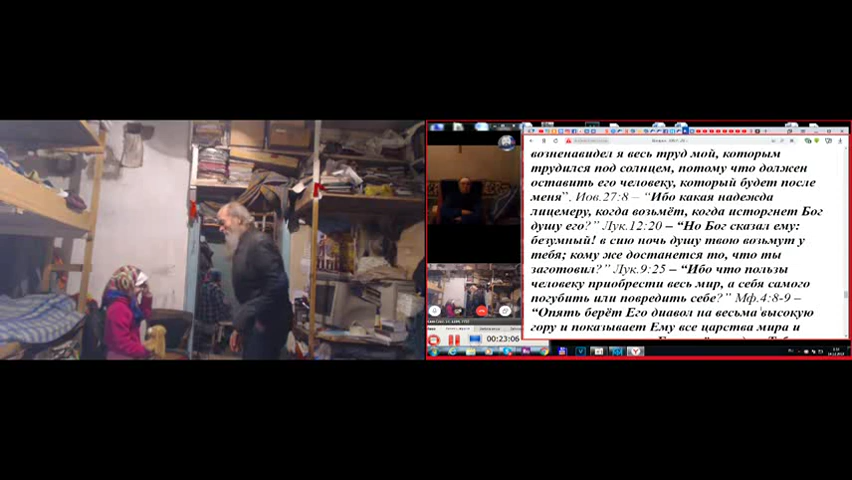 возненавидел я весь труд мой, которым
трудился под солнцем, потому что должен
оставить его человеку, который будет после
меня”. Иов.27:8 – “Ибо какая надежда
лицемеру, когда возьмёт, когда исторгнет Бог
душу его?” Лук.12:20 – “Но Бог сказал ему:
безумный! в сию ночь душу твою возьмут у
тебя; кому же достанется то, что ты
заготовил?” Лук.9:25 – “Ибо что пользы
человеку приобрести весь мир, а себя самого
погубить или повредить себе?” Мф.4:8-9 –
“Опять берёт Его диавол на весьма высокую
гору и показывает Ему все царства мира и
00:23:06